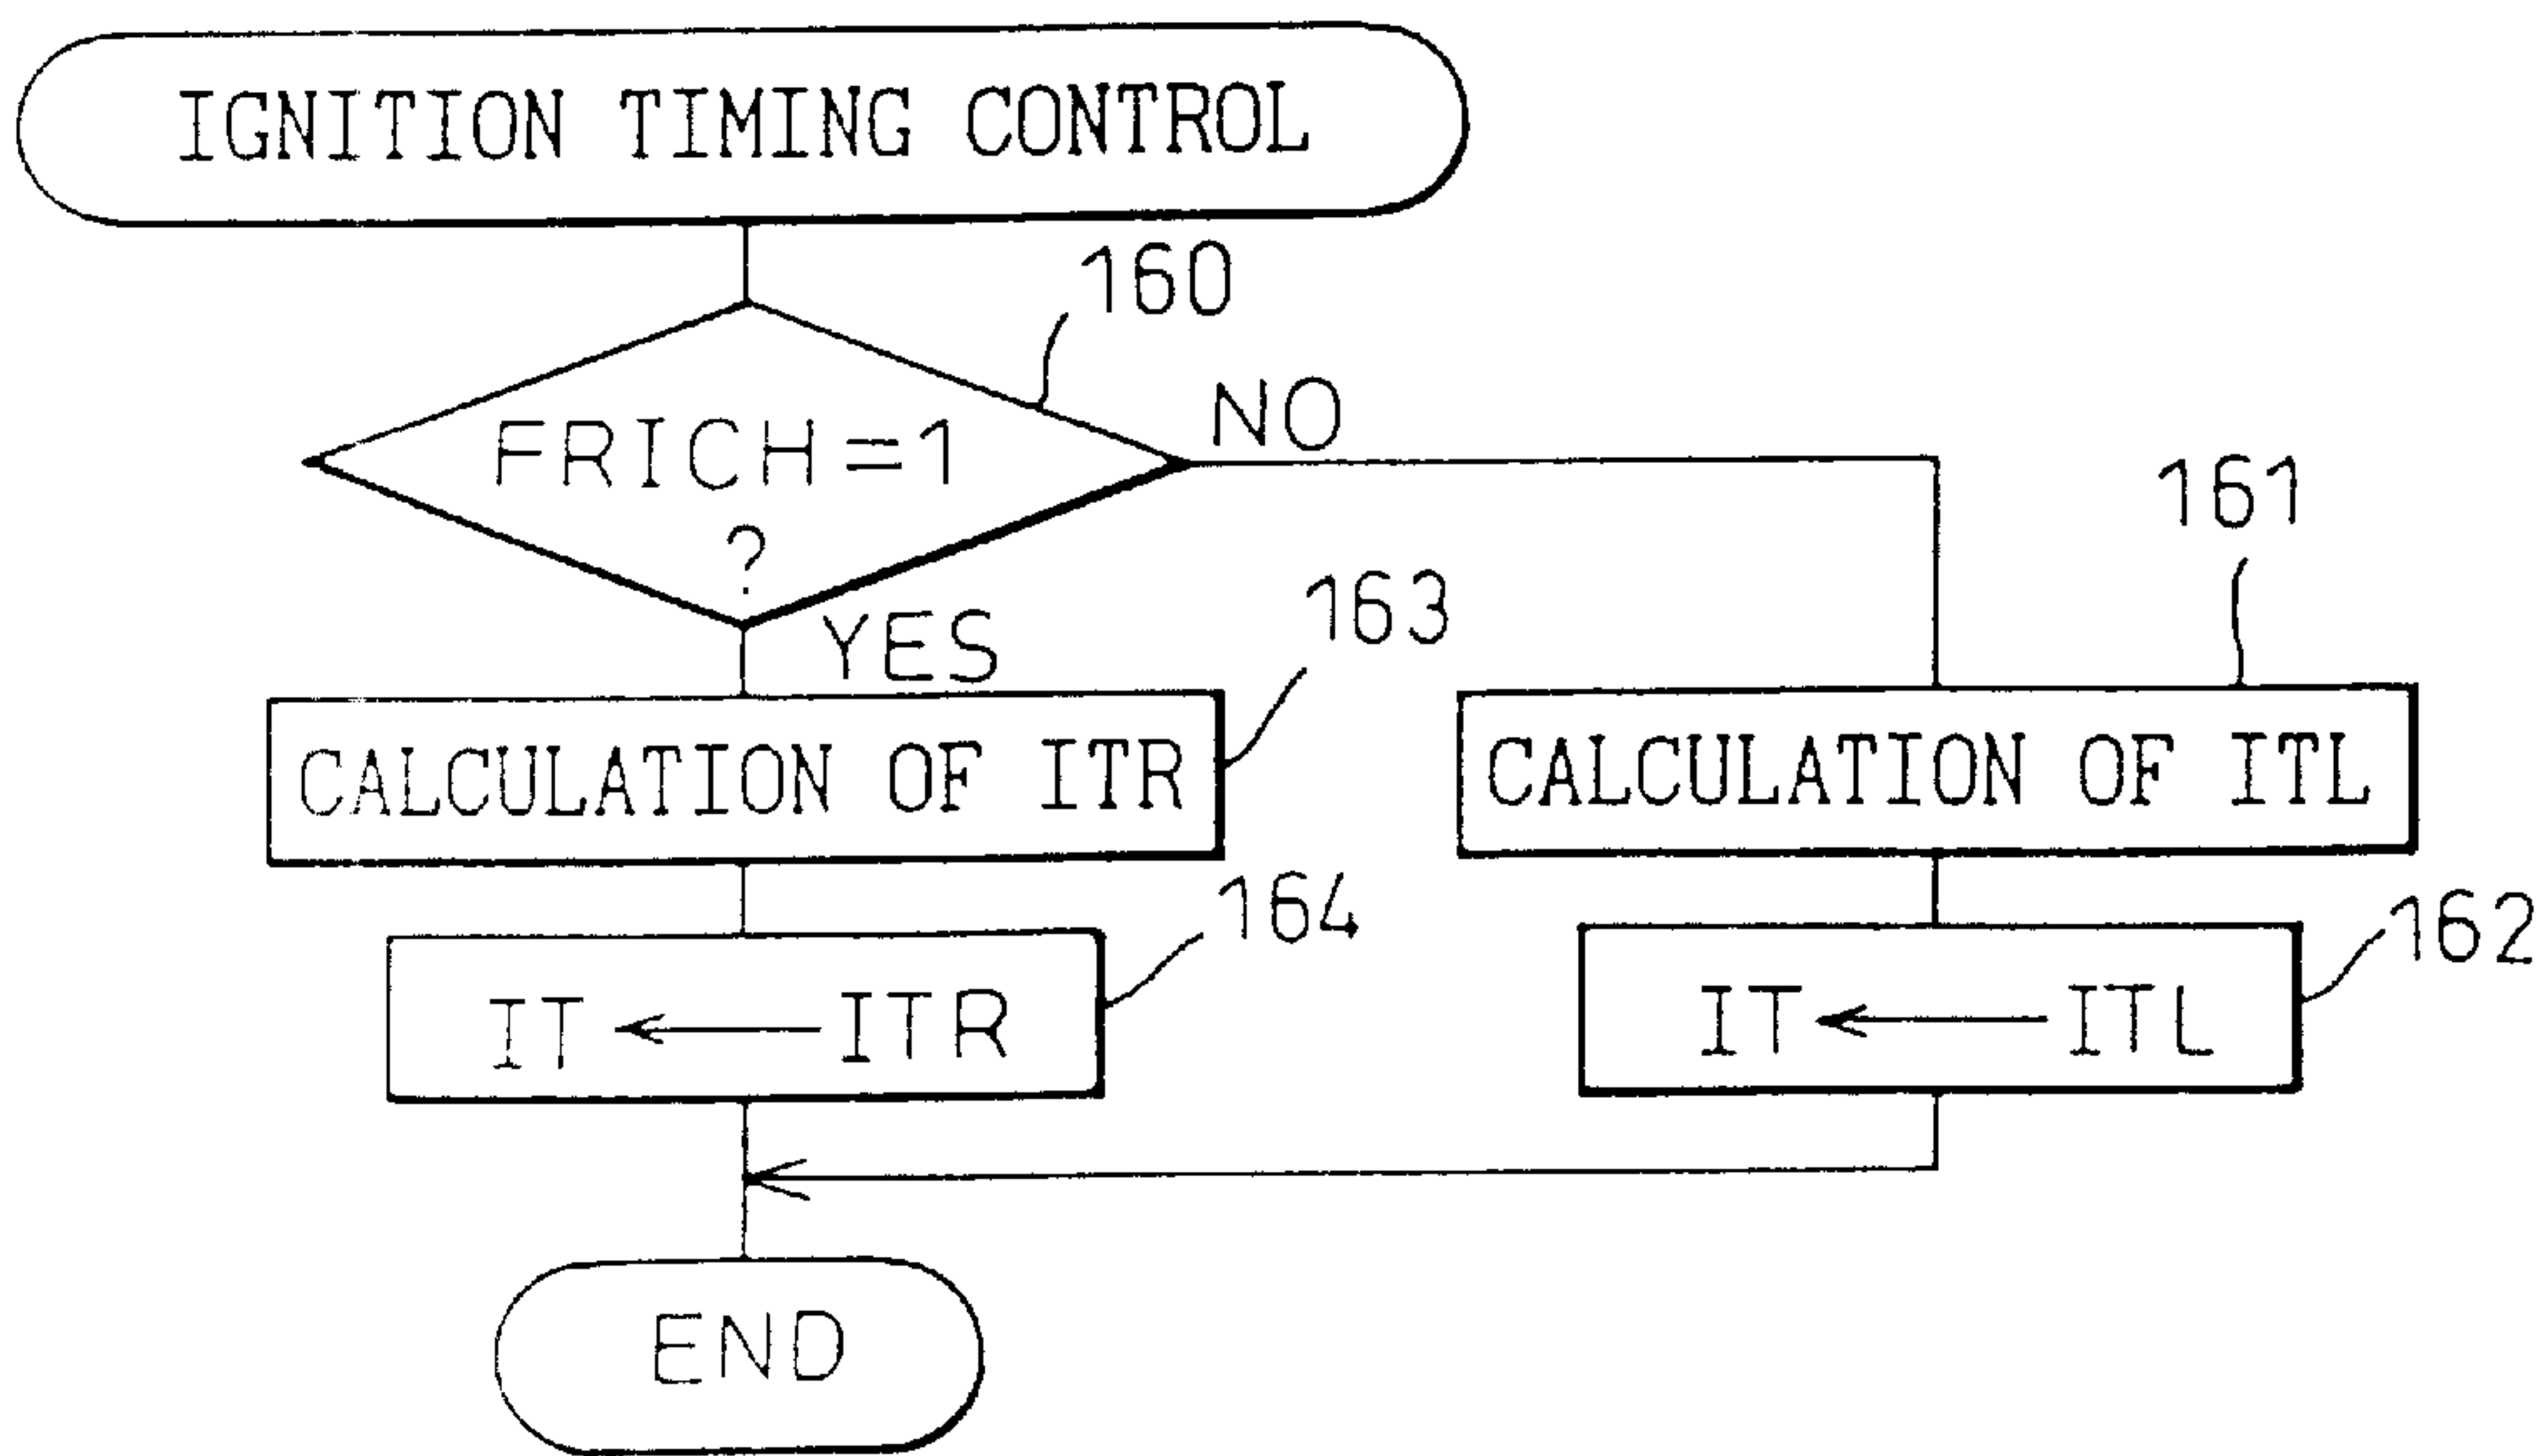 IGNITION TIMING CONTROL
160
FRICH=1
?
NO
YES
161
163
CALCULATION OF ITR
CALCULATION OF ITL
164
162
IT ← ITR
IT ← ITL
END